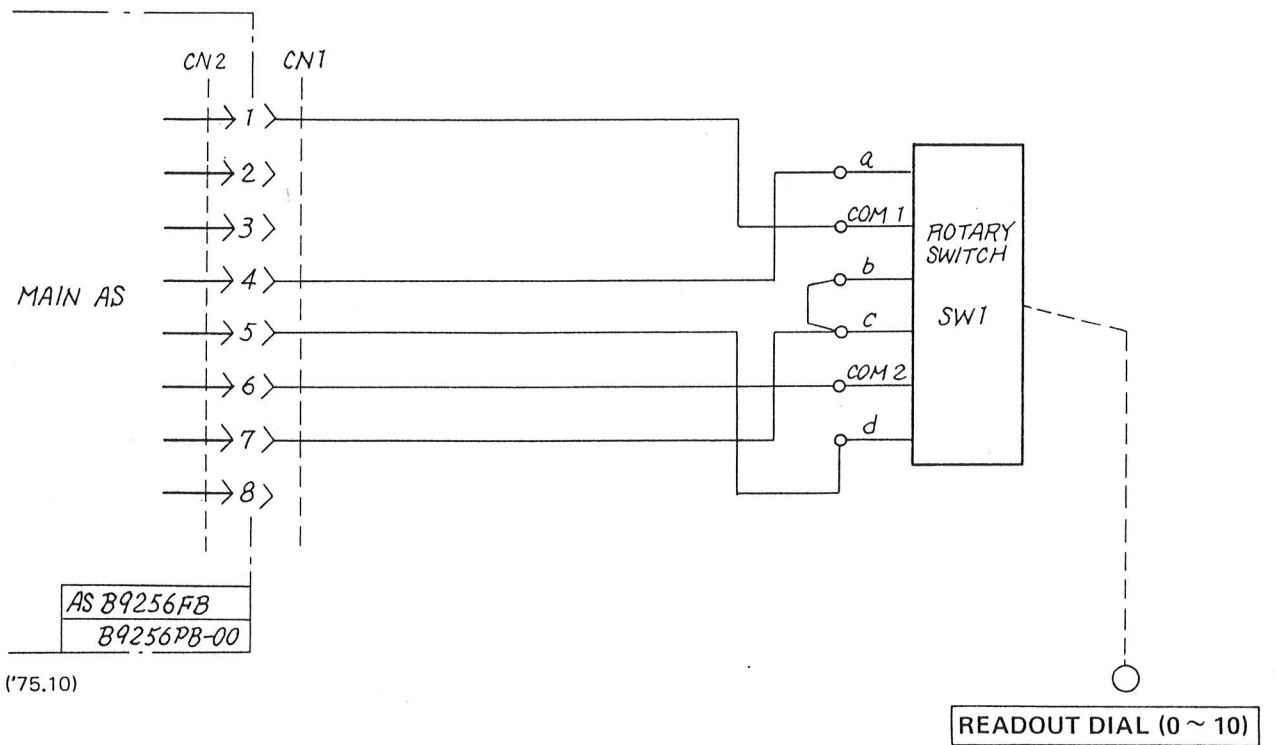 CN2
CN1
1
2
3
4
5
6
7
8
MAIN AS
a
COM 1
b
c
COM 2
d
ROTARY
SWITCH
SW1
AS B9256FB
B9256PB-00
('75.10)
READOUT DIAL (0 ~ 10)